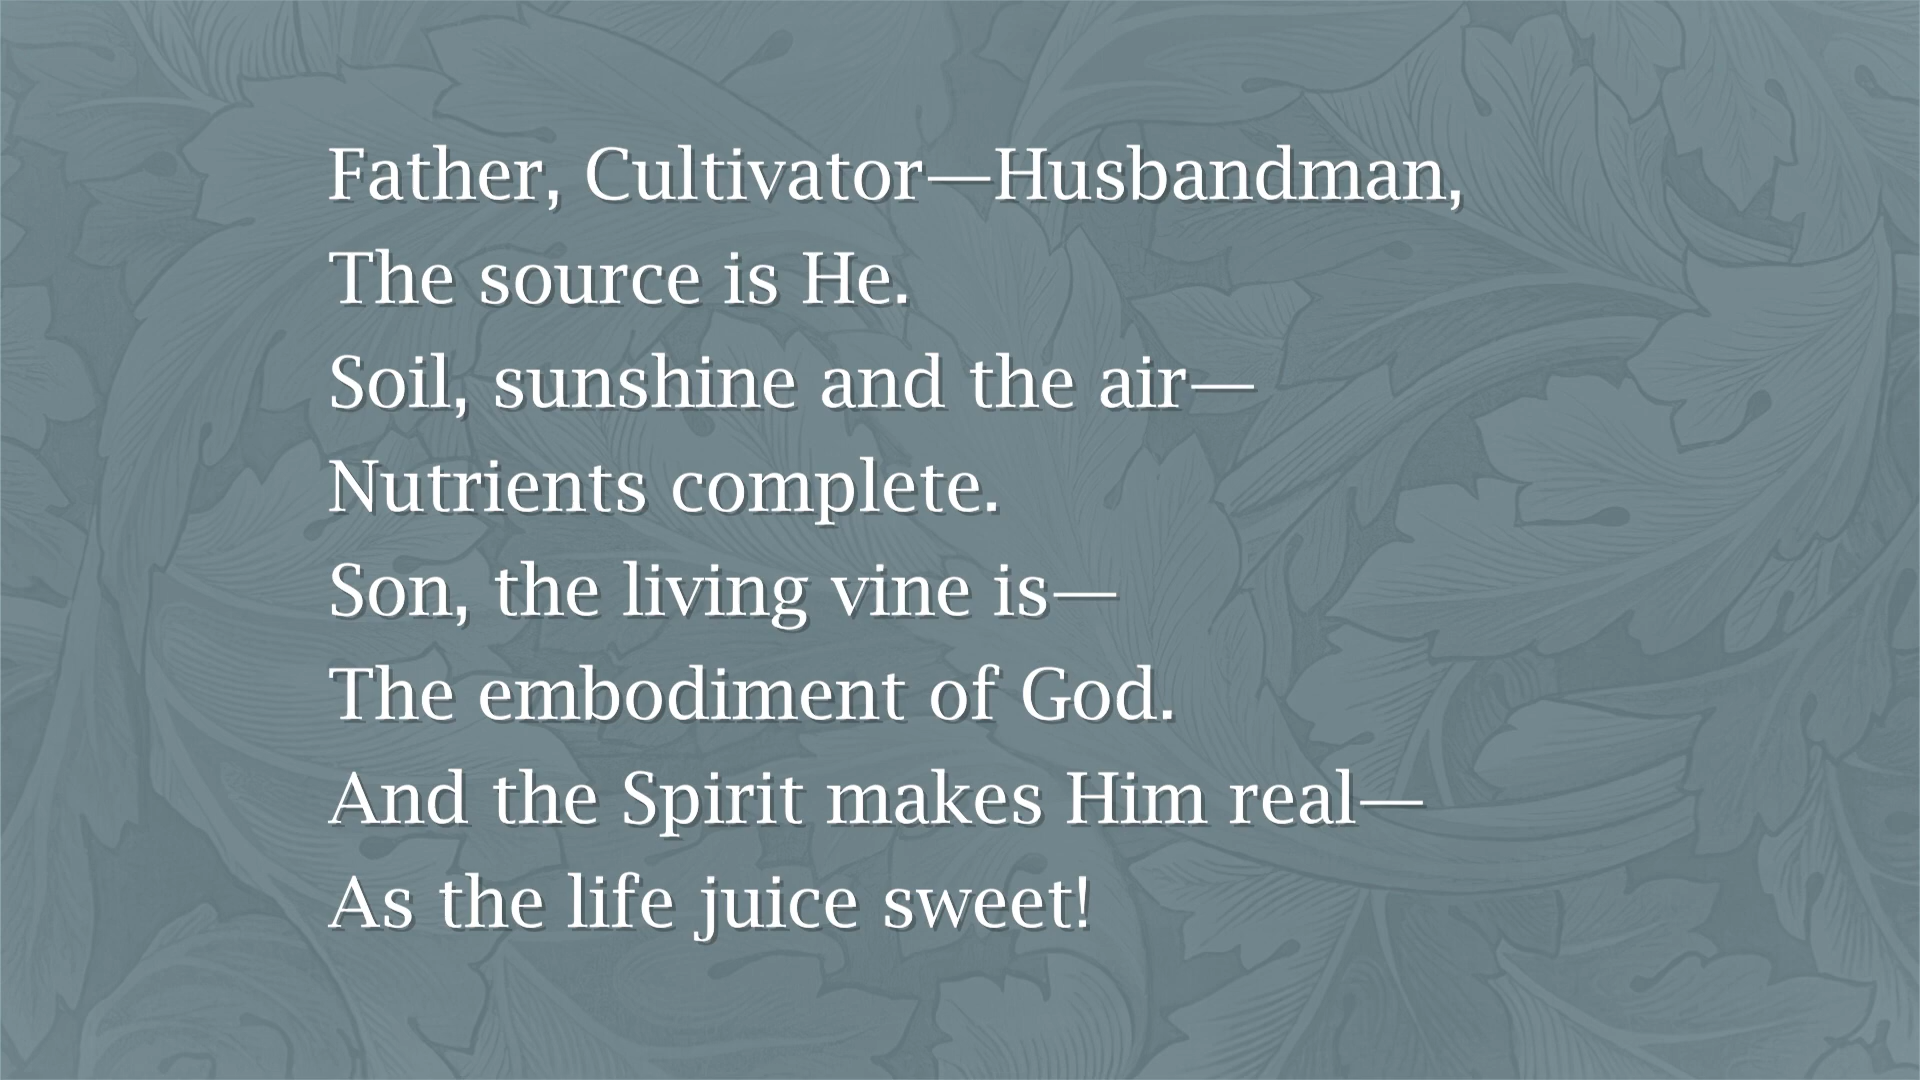 Father, Cultivator—Husbandman,
The source is He.
Soil, sunshine and the air—
Nutrients complete.
Son, the living vine is—
The embodiment of God.
And the Spirit makes Him real—
As the life juice sweet!